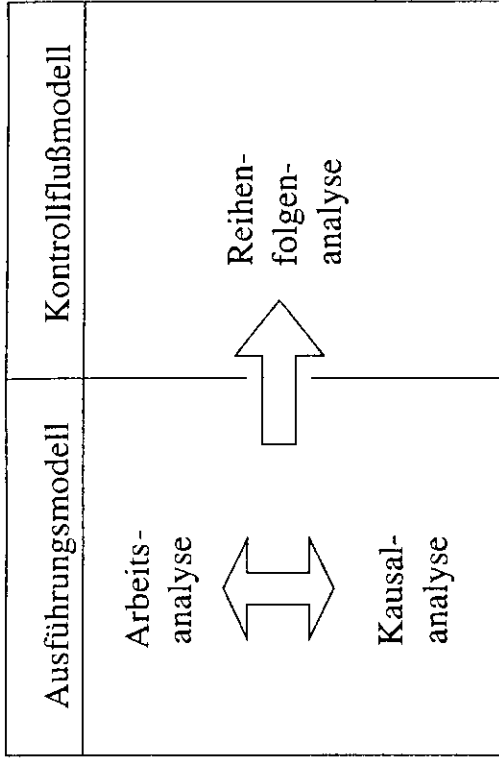 Ausführungsmodell
Kontrollflußmodell
Arbeits-
analyse
Kausal-
analyse
Reihen-
folgen-
analyse